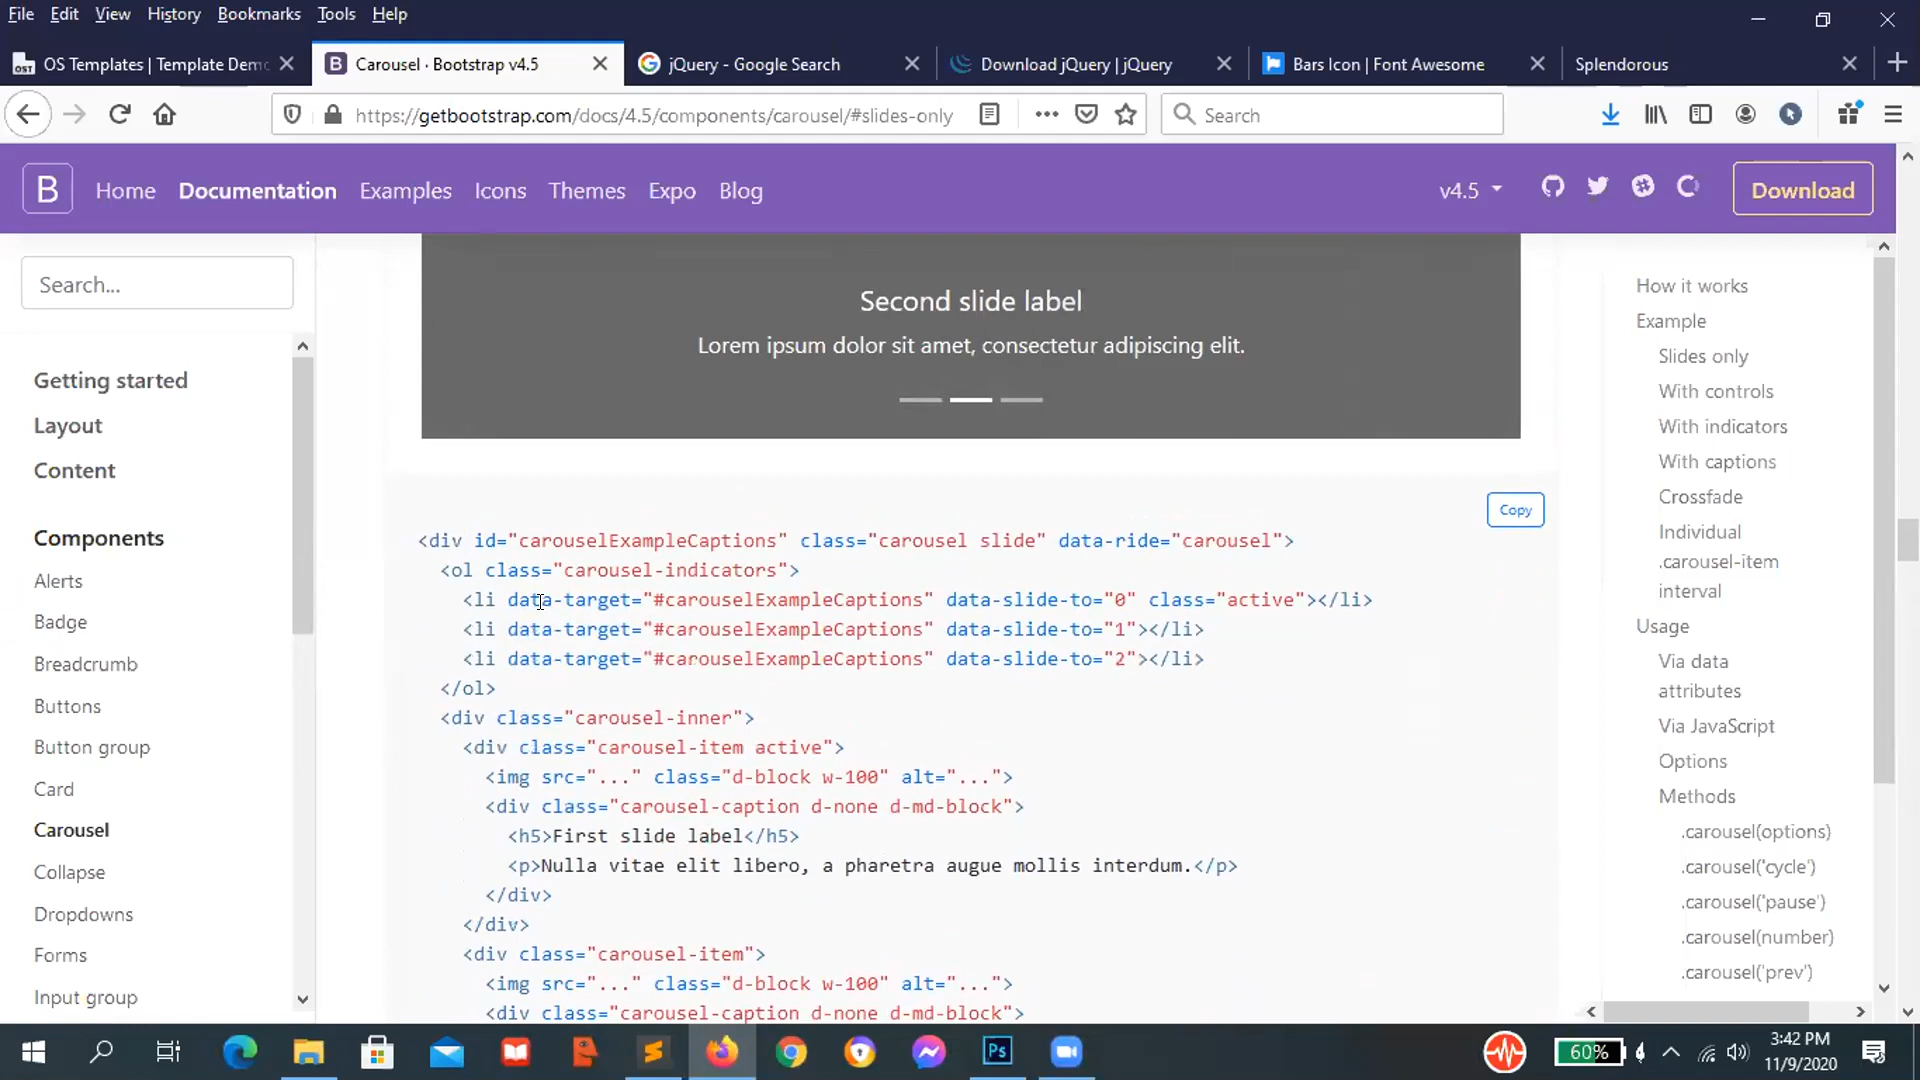 File Edit View History Bookmarks Tools Help
OST OS Templates | Template Demo
B Carousel · Bootstrap v4.5
jQuery - Google Search
Download jQuery | jQuery
Bars Icon | Font Awesome
Splendorous
https://getbootstrap.com/docs/4.5/components/carousel/#slides-only
Search
B Home Documentation Examples Icons Themes Expo Blog v4.5 Download
Search...
Getting started
Layout
Content
Components
Alerts
Badge
Breadcrumb
Buttons
Button group
Card
Carousel
Collapse
Dropdowns
Forms
Input group
Second slide label
Lorem ipsum dolor sit amet, consectetur adipiscing elit.
Copy
<div id="carouselExampleCaptions" class="carousel slide" data-ride="carousel">
<ol class="carousel-indicators">
<li data-target="#carouselExampleCaptions" data-slide-to="0" class="active"></li>
<li data-target="#carouselExampleCaptions" data-slide-to="1"></li>
<li data-target="#carouselExampleCaptions" data-slide-to="2"></li>
</ol>
<div class="carousel-inner">
<div class="carousel-item active">
<img src="..." class="d-block w-100" alt="...">
<div class="carousel-caption d-none d-md-block">
<h5>First slide label</h5>
<p>Nulla vitae elit libero, a pharetra augue mollis interdum.</p>
</div>
</div>
<div class="carousel-item">
<img src="..." class="d-block w-100" alt="...">
<div class="carousel-caption d-none d-md-block">
How it works
Example
Slides only
With controls
With indicators
With captions
Crossfade
Individual
.carousel-item
interval
Usage
Via data
attributes
Via JavaScript
Options
Methods
.carousel(options)
.carousel('cycle')
.carousel('pause')
.carousel(number)
.carousel('prev')
Ps
60%
3:42 PM
11/9/2020